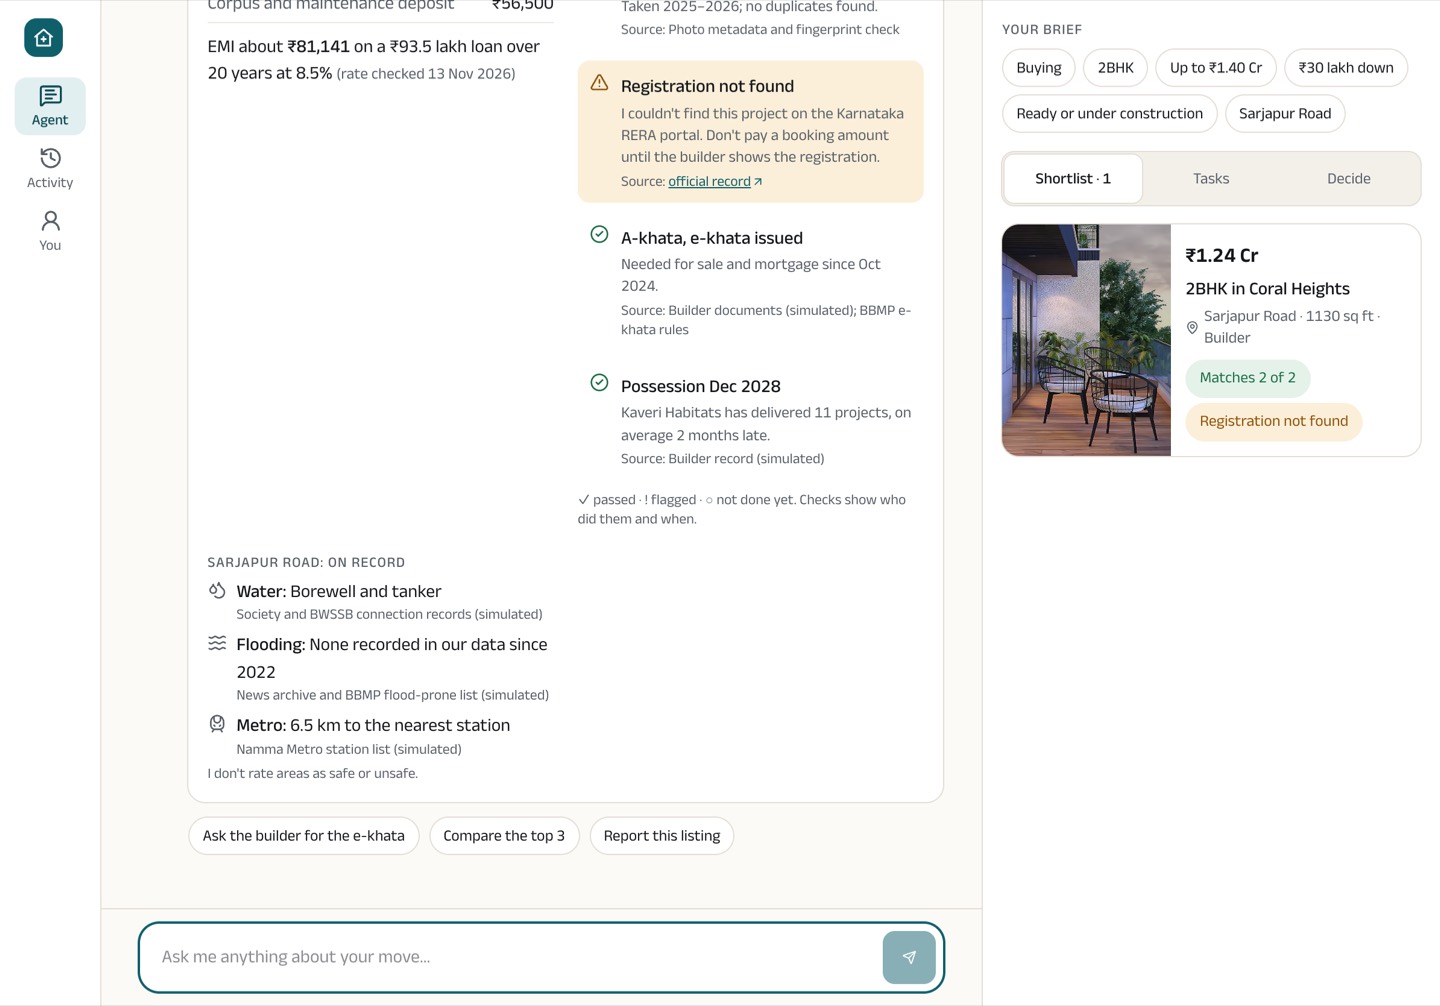 Agent
Activity
You
Corpus and maintenance deposit ₹56,500
EMI about ₹81,141 on a ₹93.5 lakh loan over
20 years at 8.5% (rate checked 13 Nov 2026)
Taken 2025–2026; no duplicates found.
Source: Photo metadata and fingerprint check
Registration not found
I couldn't find this project on the Karnataka
RERA portal. Don't pay a booking amount
until the builder shows the registration.
Source: official record
A-khata, e-khata issued
Needed for sale and mortgage since Oct
2024.
Source: Builder documents (simulated); BBMP e-
khata rules
Possession Dec 2028
Kaveri Habitats has delivered 11 projects, on
average 2 months late.
Source: Builder record (simulated)
✓ passed · ! flagged · ○ not done yet. Checks show who
did them and when.
SARJAPUR ROAD: ON RECORD
Water: Borewell and tanker
Society and BWSSB connection records (simulated)
Flooding: None recorded in our data since
2022
News archive and BBMP flood-prone list (simulated)
Metro: 6.5 km to the nearest station
Namma Metro station list (simulated)
I don't rate areas as safe or unsafe.
Ask the builder for the e-khata
Compare the top 3
Report this listing
Ask me anything about your move...
YOUR BRIEF
Buying
2BHK
Up to ₹1.40 Cr
₹30 lakh down
Ready or under construction
Sarjapur Road
Shortlist · 1
Tasks
Decide
₹1.24 Cr
2BHK in Coral Heights
Sarjapur Road · 1130 sq ft ·
Builder
Matches 2 of 2
Registration not found